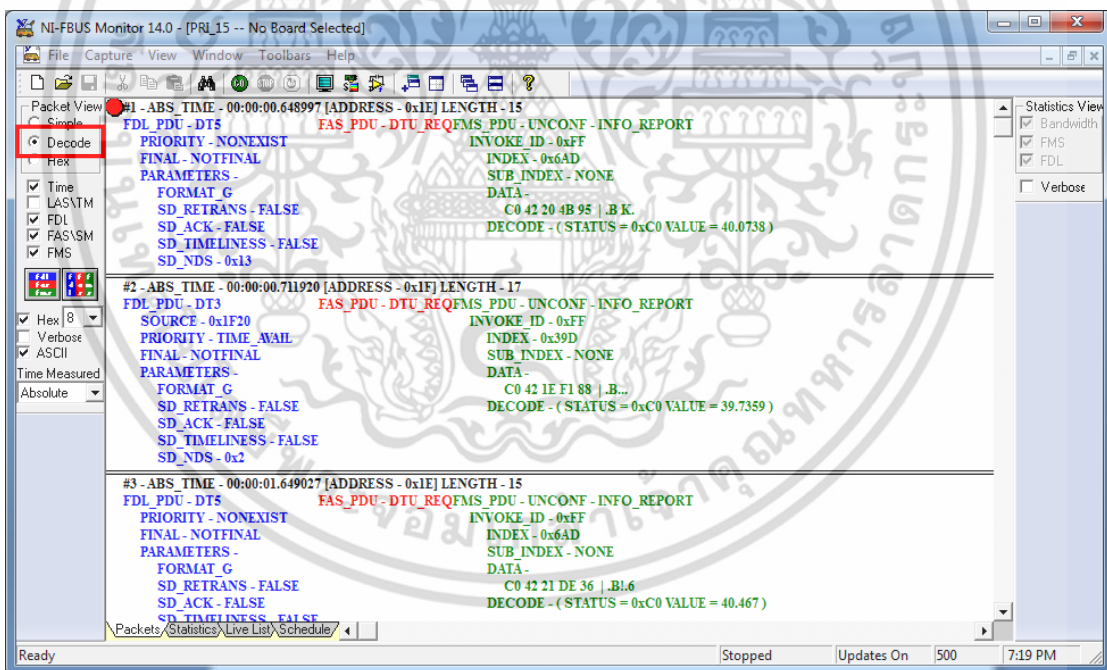 NI-FBUS Monitor 14.0 - [PRI_15 -- No Board Selected]
File Capture View Window Toolbars Help
Packet View
Simple
Decode
Hex
Time
LAS\TM
FDL
FAS\SM
FMS
Hex 8
Verbose
ASCII
Time Measured
Absolute
#1 - ABS_TIME - 00:00:00.648997 [ADDRESS - 0x1E] LENGTH - 15
FDL_PDU - DT5 FAS_PDU - DTU_REQ FMS_PDU - UNCONF - INFO_REPORT
PRIORITY - NONEXIST INVOKE_ID - 0xFF
FINAL - NOTFINAL INDEX - 0x6AD
PARAMETERS - SUB_INDEX - NONE
FORMAT_G DATA -
SD_RETRANS - FALSE C0 42 20 4B 95 | .B K.
SD_ACK - FALSE DECODE - ( STATUS = 0xC0 VALUE = 40.0738 )
SD_TIMELINESS - FALSE
SD_NDS - 0x13
#2 - ABS_TIME - 00:00:00.711920 [ADDRESS - 0x1F] LENGTH - 17
FDL_PDU - DT3 FAS_PDU - DTU_REQ FMS_PDU - UNCONF - INFO_REPORT
SOURCE - 0x1F20 INVOKE_ID - 0xFF
PRIORITY - TIME_AVAIL INDEX - 0x39D
FINAL - NOTFINAL SUB_INDEX - NONE
PARAMETERS - DATA -
FORMAT_G C0 42 1E F1 88 | .B...
SD_RETRANS - FALSE DECODE - ( STATUS = 0xC0 VALUE = 39.7359 )
SD_ACK - FALSE
SD_TIMELINESS - FALSE
SD_NDS - 0x2
#3 - ABS_TIME - 00:00:01.649027 [ADDRESS - 0x1E] LENGTH - 15
FDL_PDU - DT5 FAS_PDU - DTU_REQ FMS_PDU - UNCONF - INFO_REPORT
PRIORITY - NONEXIST INVOKE_ID - 0xFF
FINAL - NOTFINAL INDEX - 0x6AD
PARAMETERS - SUB_INDEX - NONE
FORMAT_G DATA -
SD_RETRANS - FALSE C0 42 21 DE 36 | .B!.6
SD_ACK - FALSE DECODE - ( STATUS = 0xC0 VALUE = 40.467 )
SD_TIMELINESS - FALSE
Statistics View
Bandwidth
FMS
FDL
Verbose
Packets Statistics Live List Schedule
Ready Stopped Updates On 500 7:19 PM